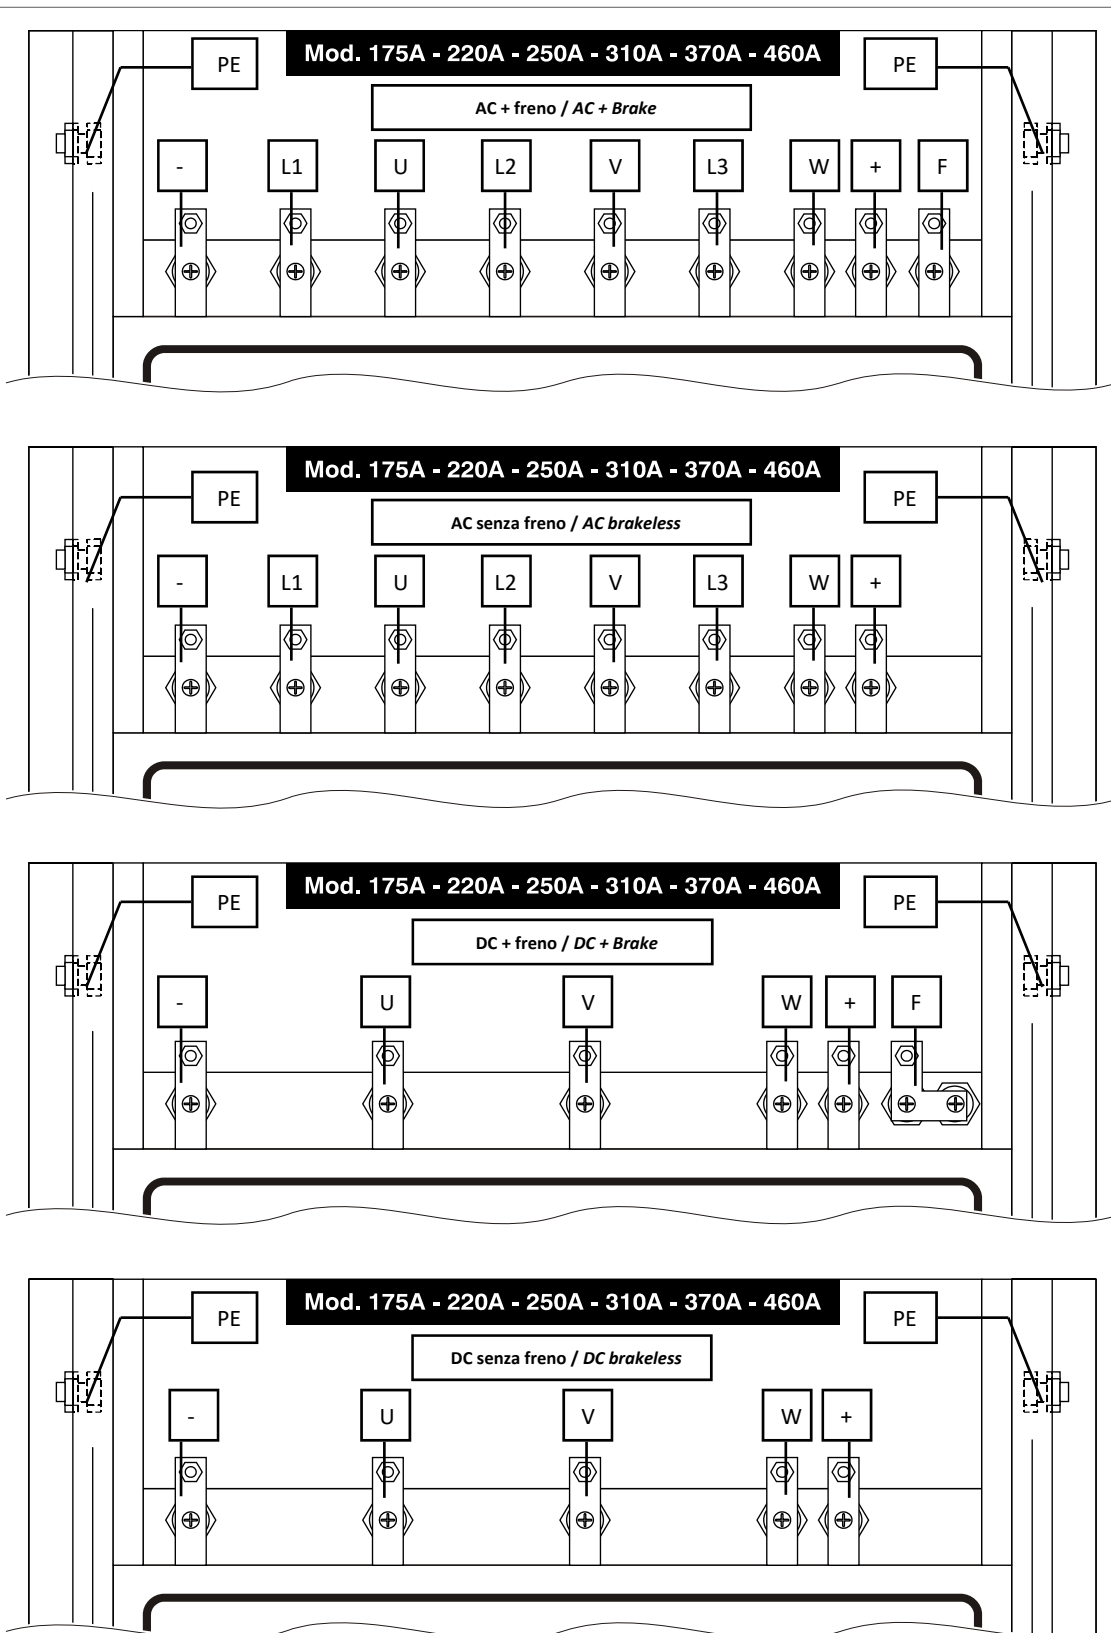 Mod. 175A - 220A - 250A - 310A - 370A - 460A
PE PE
AC + freno / AC + Brake
- L1 U L2 V L3 W + F
Mod. 175A - 220A - 250A - 310A - 370A - 460A
PE PE
AC senza freno / AC brakeless
- L1 U L2 V L3 W +
Mod. 175A - 220A - 250A - 310A - 370A - 460A
PE PE
DC + freno / DC + Brake
- U V W + F
Mod. 175A - 220A - 250A - 310A - 370A - 460A
PE PE
DC senza freno / DC brakeless
- U V W +